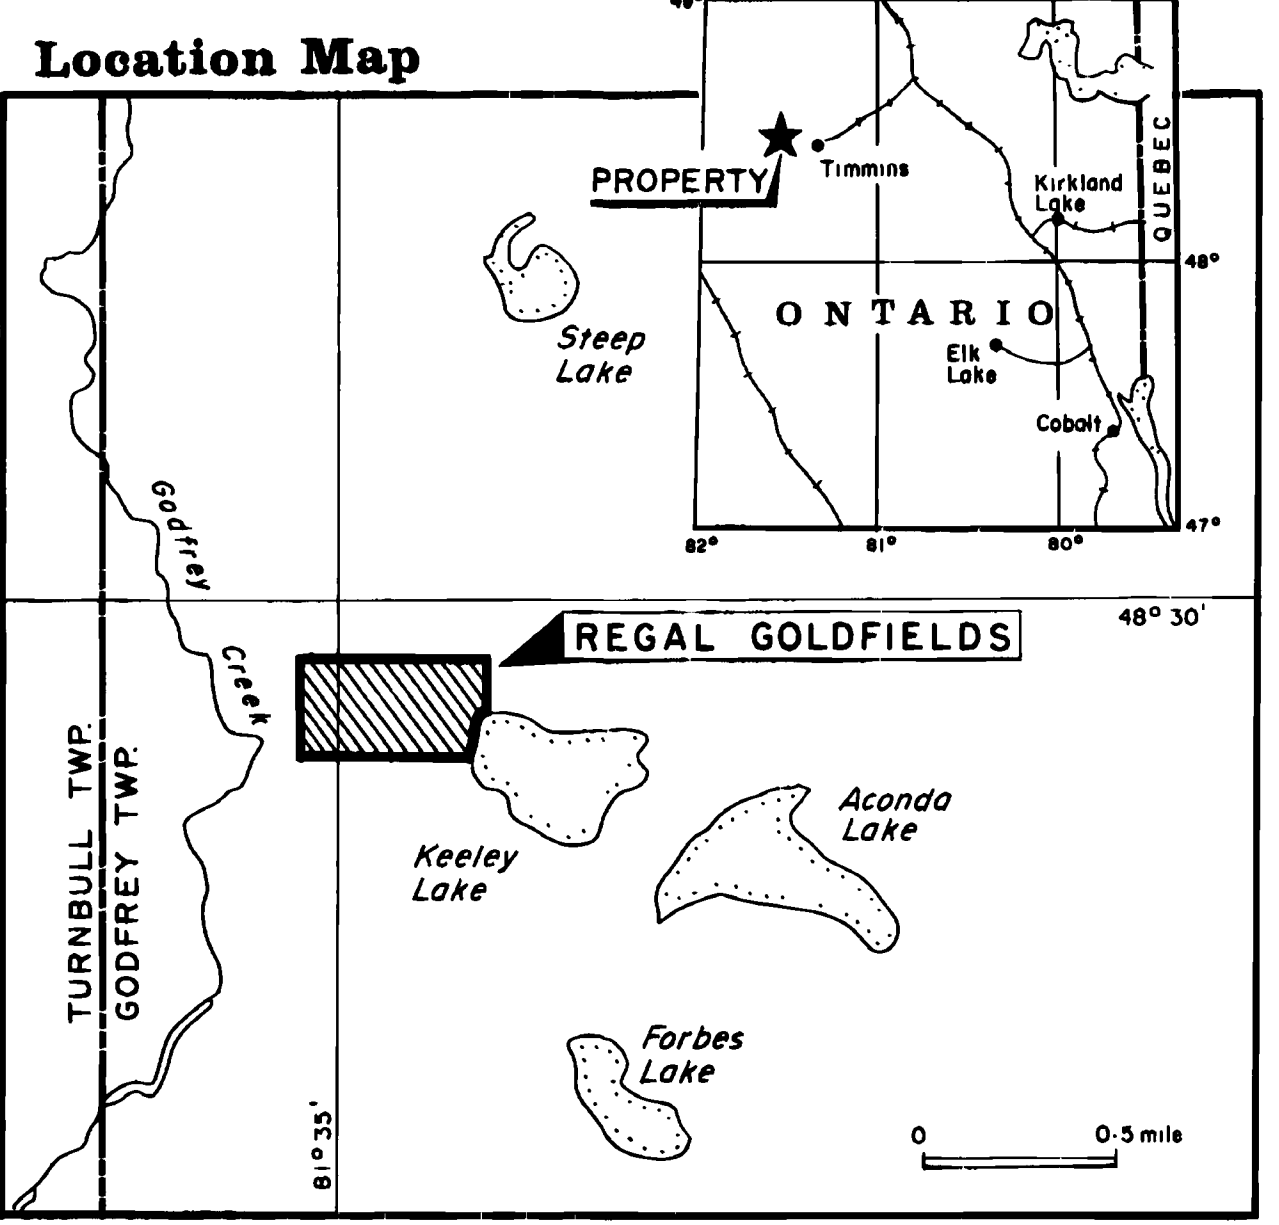 Location Map
49°
Timmins
PROPERTY
Kirkland
Lake
QUEBEC
48°
ONTARIO
Elk
Lake
Cobalt
47°
82°
81°
80°
Steep
Lake
Godfrey
Creek
48° 30'
REGAL GOLDFIELDS
TURNBULL TWP.
GODFREY TWP.
Keeley
Lake
Aconda
Lake
Forbes
Lake
81° 35'
0
0.5 mile